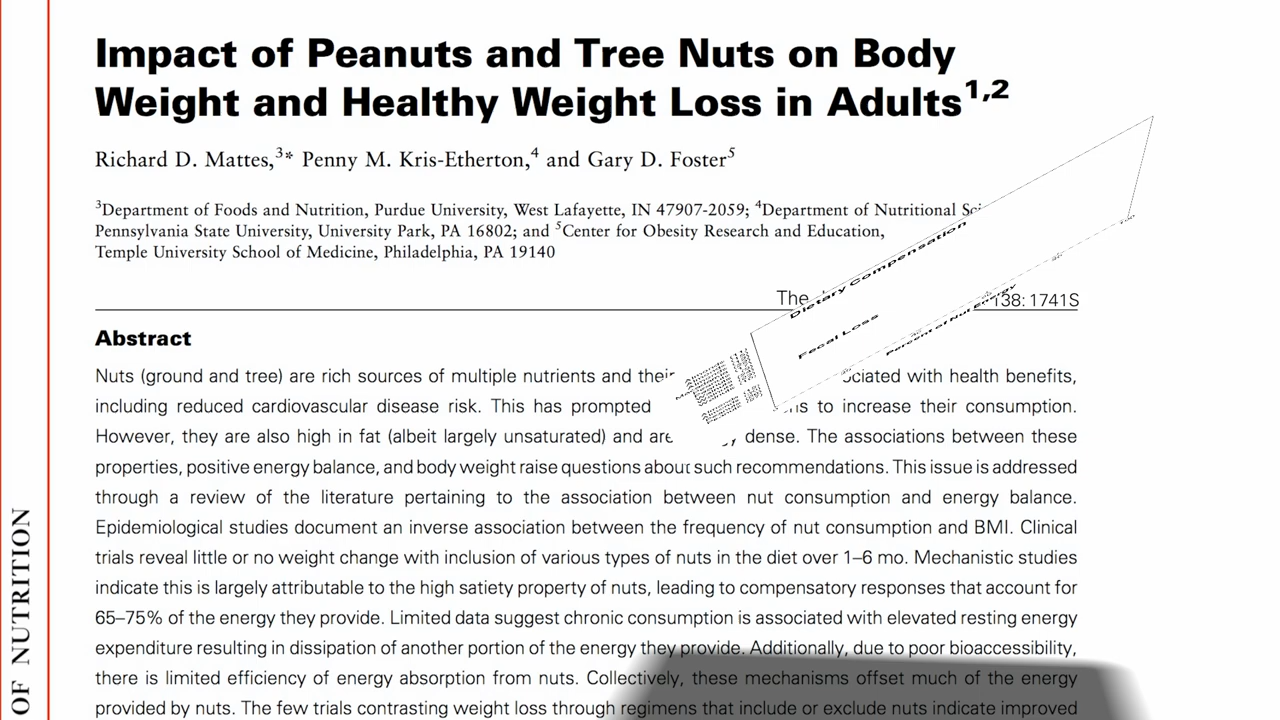 Impact of Peanuts and Tree Nuts on Body
Weight and Healthy Weight Loss in Adults1,2
Richard D. Mattes,3* Penny M. Kris-Etherton,4 and Gary D. Foster5
3Department of Foods and Nutrition, Purdue University, West Lafayette, IN 47907-2059; 4Department of Nutritional
Pennsylvania State University, University Park, PA 16802; and 5Center for Obesity Research and Education,
Temple University School of Medicine, Philadelphia, PA 19140
Dietary Compensation
The 138: 1741S
Fecal Loss
Percent of Nut Energy
Abstract
Nuts (ground and tree) are rich sources of multiple nutrients and their with health benefits,
including reduced cardiovascular disease risk. This has prompted to increase their consumption.
However, they are also high in fat (albeit largely unsaturated) and are dense. The associations between these
properties, positive energy balance, and body weight raise questions about such recommendations. This issue is addressed
through a review of the literature pertaining to the association between nut consumption and energy balance.
Epidemiological studies document an inverse association between the frequency of nut consumption and BMI. Clinical
trials reveal little or no weight change with inclusion of various types of nuts in the diet over 1–6 mo. Mechanistic studies
indicate this is largely attributable to the high satiety property of nuts, leading to compensatory responses that account for
65–75% of the energy they provide. Limited data suggest chronic consumption is associated with elevated resting energy
expenditure resulting in dissipation of another portion of the energy they provide. Additionally, due to poor bioaccessibility,
there is limited efficiency of energy absorption from nuts. Collectively, these mechanisms offset much of the energy
provided by nuts. The few trials contrasting weight loss through regimens that include or exclude nuts indicate improved
OF NUTRITION